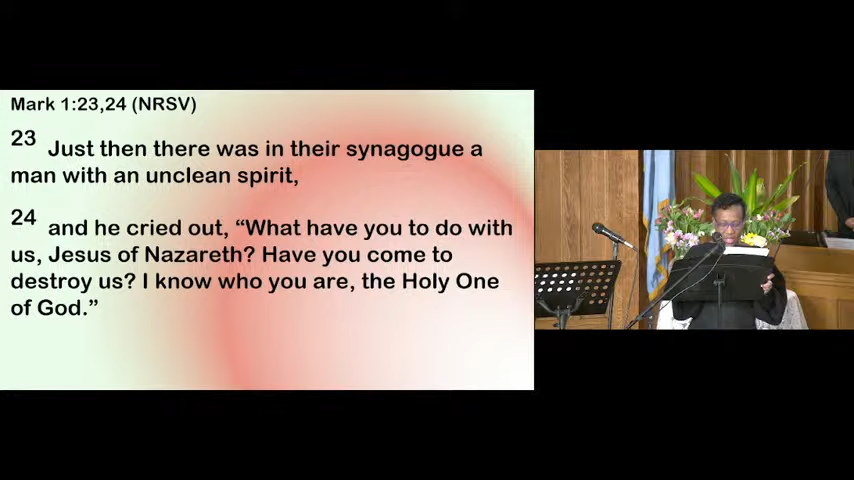 Mark 1:23,24 (NRSV)
23 Just then there was in their synagogue a
man with an unclean spirit,
24 and he cried out, “What have you to do with
us, Jesus of Nazareth? Have you come to
destroy us? I know who you are, the Holy One
of God.”